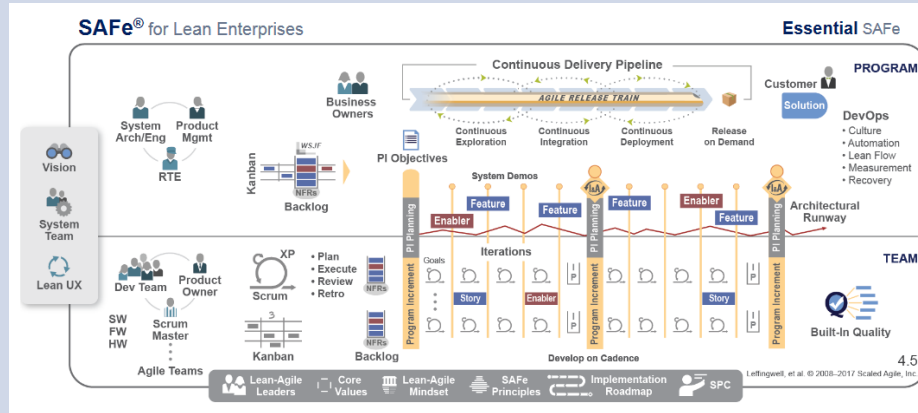 SAFe® for Lean Enterprises
Essential SAFe
Continuous Delivery Pipeline
Customer
PROGRAM
AGILE RELEASE TRAIN
Solution
Business
Owners
System
Arch/Eng
Product
Mgmt
RTE
Continuous
Exploration
Continuous
Integration
Continuous
Deployment
Release
on Demand
DevOps
• Culture
• Automation
• Lean Flow
• Measurement
• Recovery
Vision
System
Team
Lean UX
Kanban
WSJF
NFRs
Backlog
PI Objectives
System Demos
I&A
I&A
Enabler
Feature
Feature
Feature
Enabler
Feature
Architectural
Runway
PI Planning
PI Planning
PI Planning
TEAM
Dev Team
Product
Owner
SW
FW
HW
Scrum
Master
Agile Teams
XP
Scrum
• Plan
• Execute
• Review
• Retro
3
Kanban
NFRs
NFRs
Backlog
Iterations
Goals
Program Increment
Program Increment
Program Increment
Story
Enabler
Story
I P
I P
I P
I P
Built-In Quality
Develop on Cadence
4.5
Leffingwell, et al. © 2008–2017 Scaled Agile, Inc.
Lean-Agile
Leaders
Core
Values
Lean-Agile
Mindset
SAFe
Principles
Implementation
Roadmap
SPC